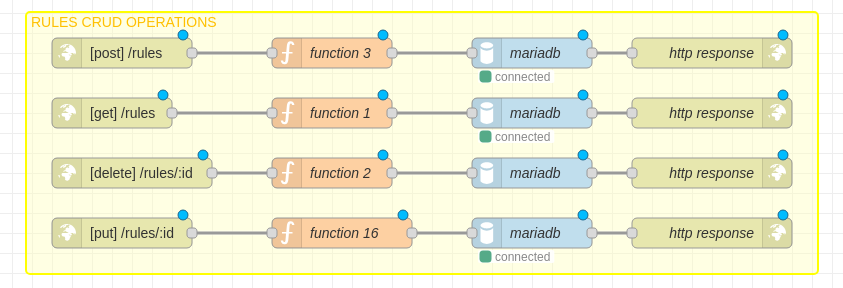 RULES CRUD OPERATIONS
[post] /rules function 3 mariadb http response
connected
[get] /rules function 1 mariadb http response
connected
[delete] /rules/:id function 2 mariadb http response
[put] /rules/:id function 16 mariadb http response
connected